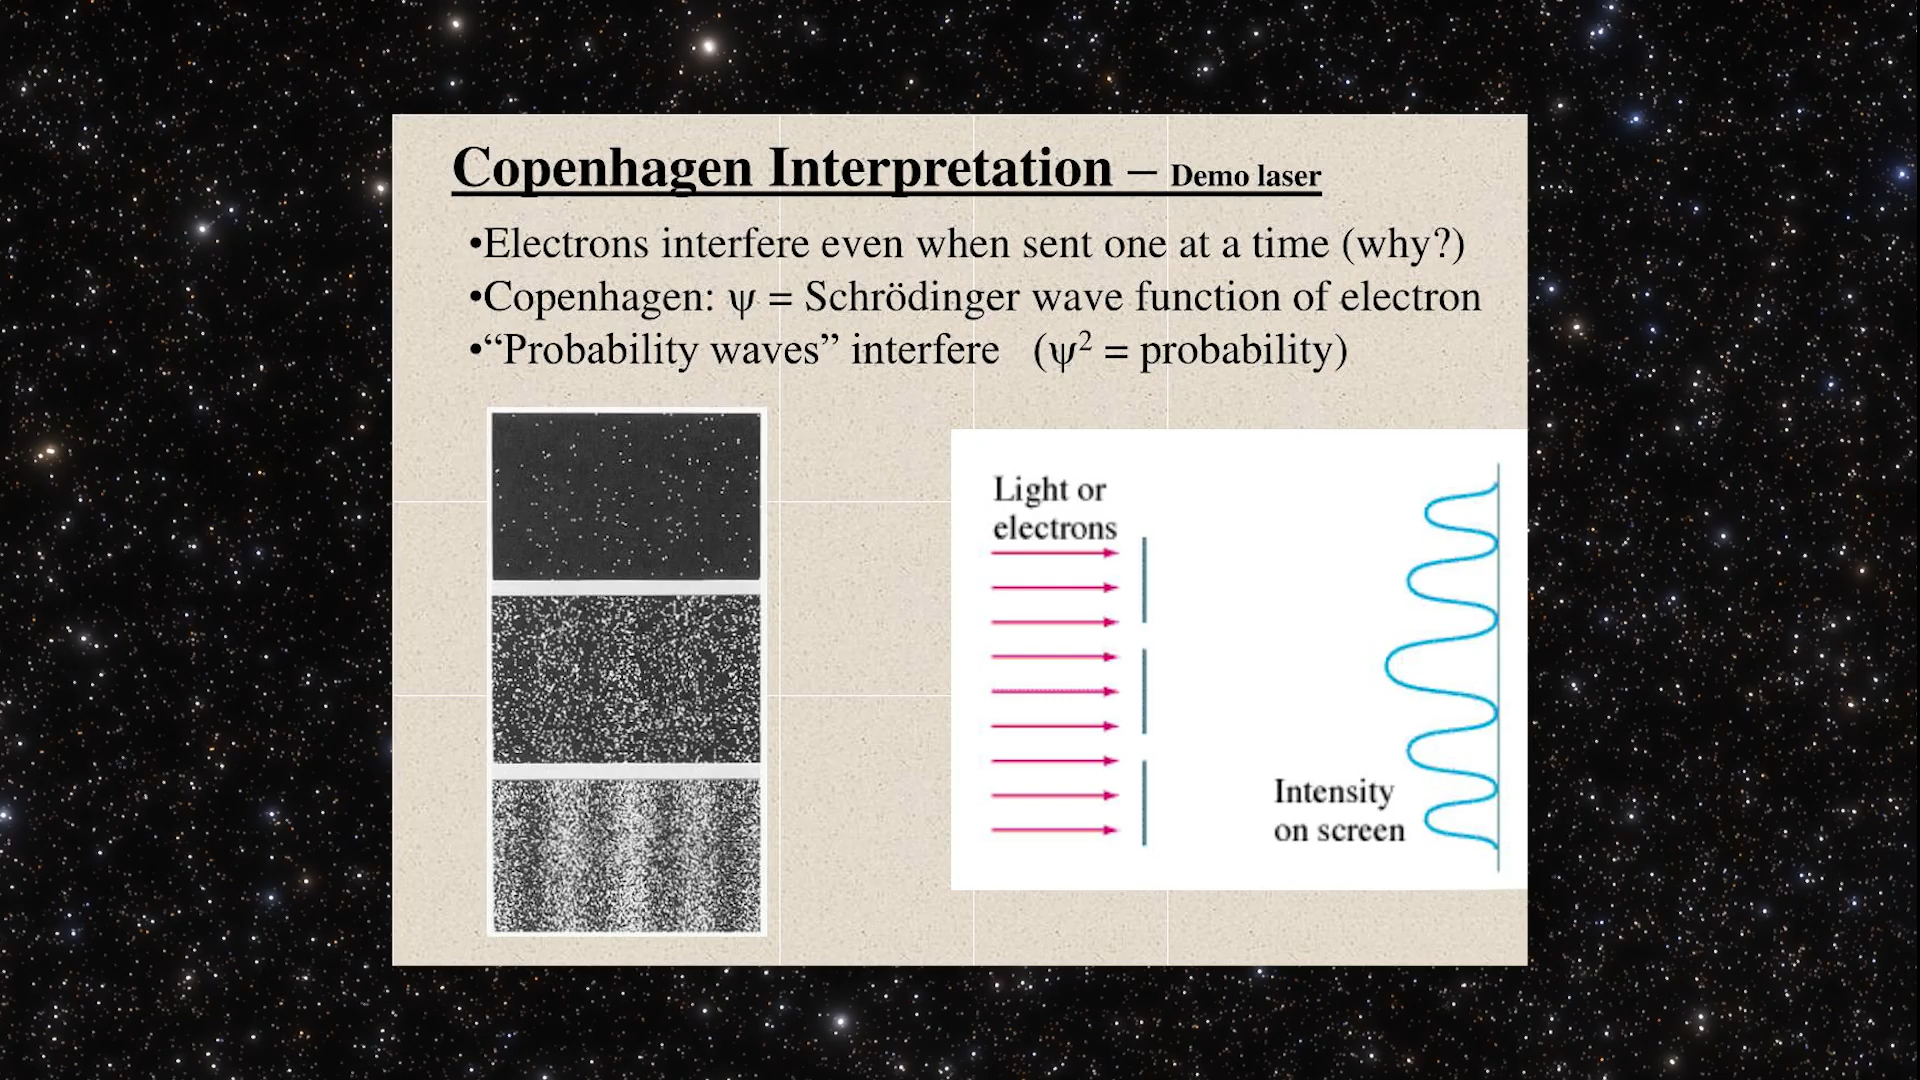 Copenhagen Interpretation – Demo laser
•Electrons interfere even when sent one at a time (why?)
•Copenhagen: ψ = Schrödinger wave function of electron
•“Probability waves” interfere (ψ² = probability)
Light or
electrons
Intensity
on screen